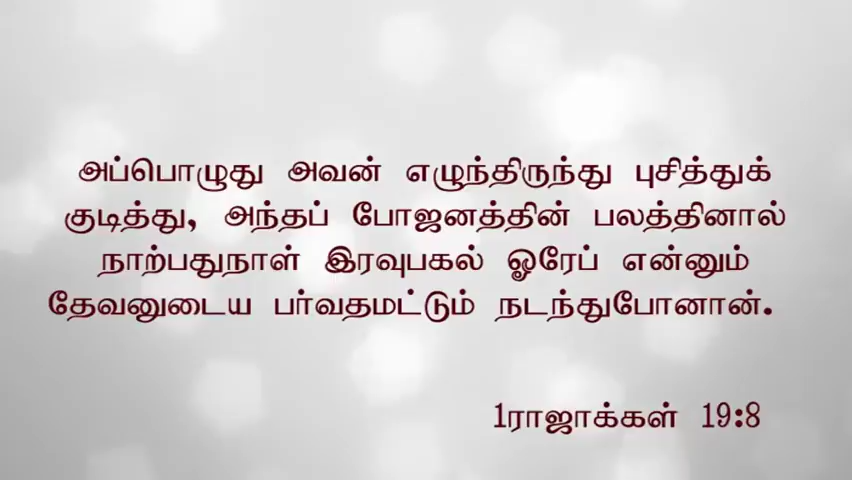 அப்பொழுது அவன் எழுந்திருந்து புசித்துக்
குடித்து, அந்தப் போஜனத்தின் பலத்தினால்
நாற்பதுநாள் இரவுபகல் ஓரேப் என்னும்
தேவனுடைய பர்வதமட்டும் நடந்துபோனான்.
1ராஜாக்கள் 19:8